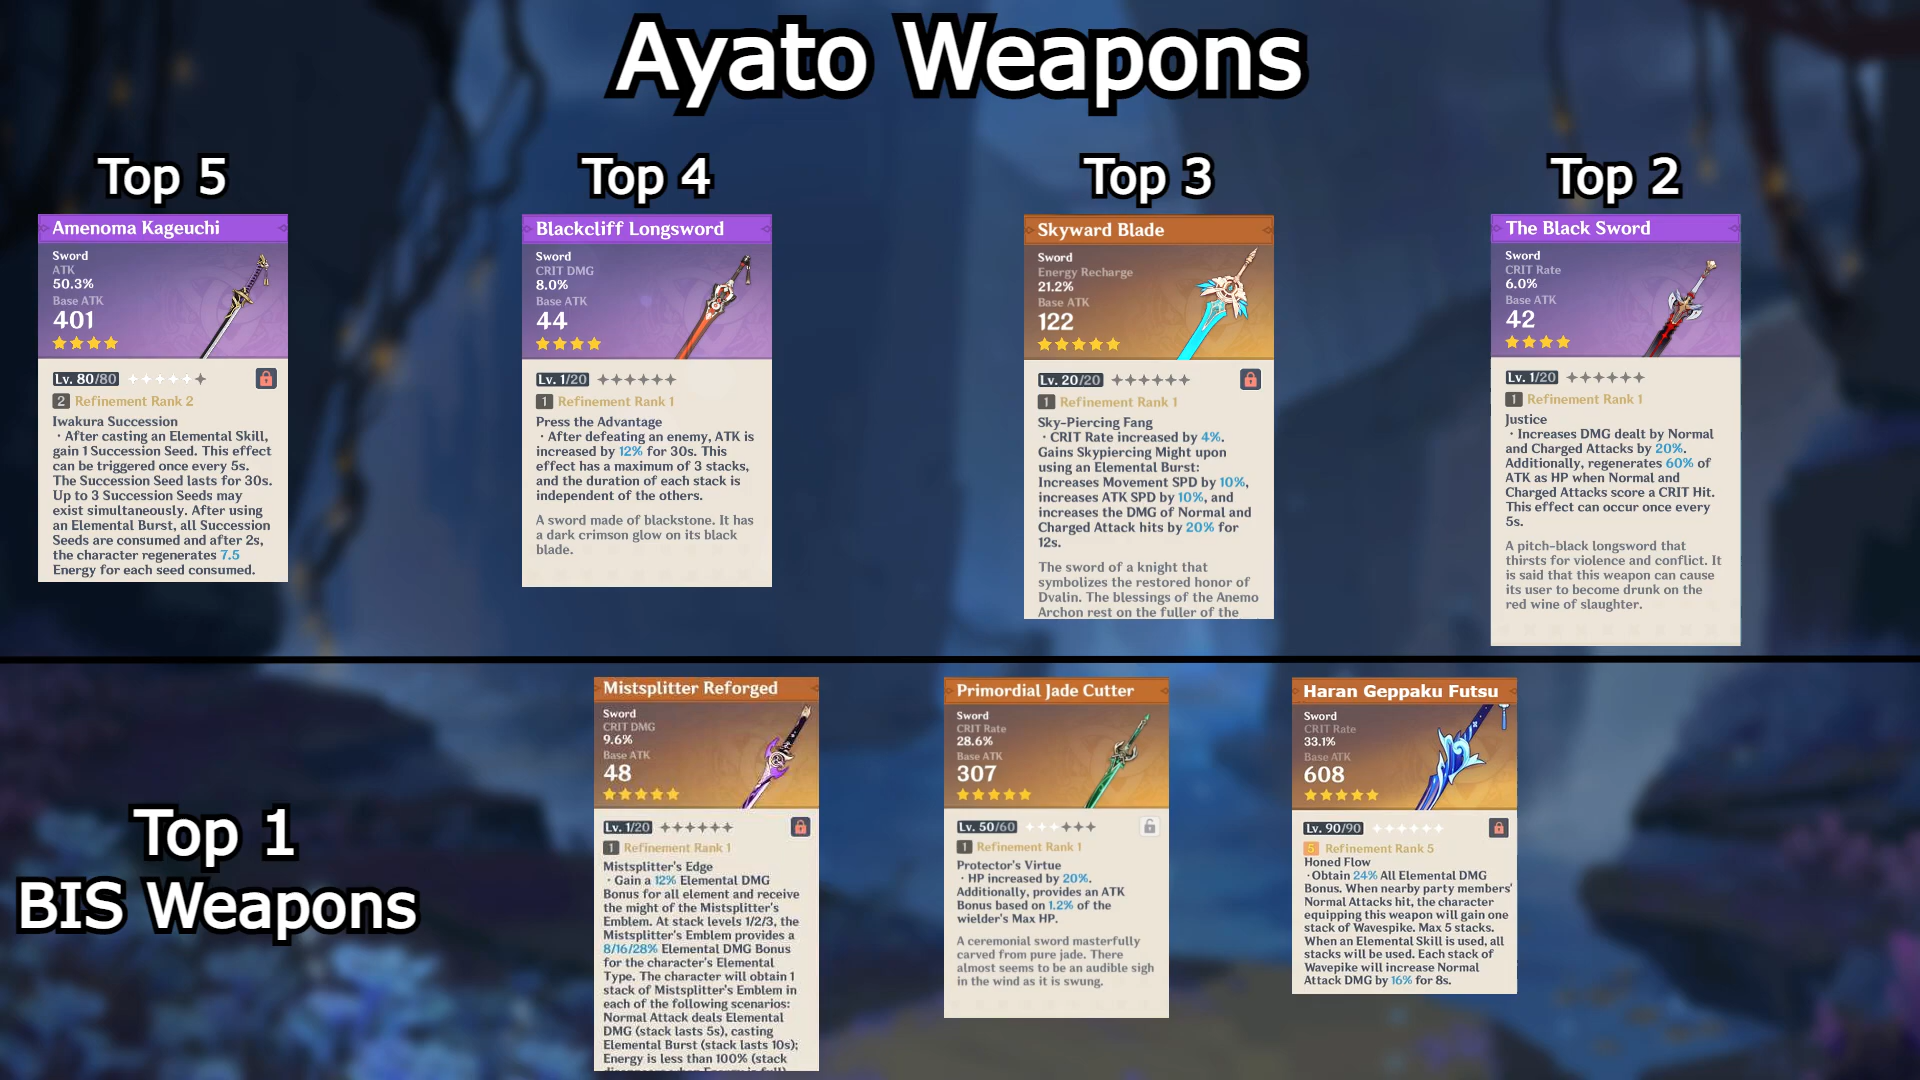 Ayato Weapons
Top 5
Amenoma Kageuchi
Sword
ATK
50.3%
Base ATK
401
Lv. 80/80
2 Refinement Rank 2
Iwakura Succession
· After casting an Elemental Skill,
gain 1 Succession Seed. This effect
can be triggered once every 5s.
The Succession Seed lasts for 30s.
Up to 3 Succession Seeds may
exist simultaneously. After using
an Elemental Burst, all Succession
Seeds are consumed and after 2s,
the character regenerates 7.5
Energy for each seed consumed.
Top 4
Blackcliff Longsword
Sword
CRIT DMG
8.0%
Base ATK
44
Lv. 1/20
1 Refinement Rank 1
Press the Advantage
· After defeating an enemy, ATK is
increased by 12% for 30s. This
effect has a maximum of 3 stacks,
and the duration of each stack is
independent of the others.
A sword made of blackstone. It has
a dark crimson glow on its black
blade.
Top 3
Skyward Blade
Sword
Energy Recharge
21.2%
Base ATK
122
Lv. 20/20
1 Refinement Rank 1
Sky-Piercing Fang
· CRIT Rate increased by 4%.
Gains Skypiercing Might upon
using an Elemental Burst:
Increases Movement SPD by 10%,
increases ATK SPD by 10%, and
increases the DMG of Normal and
Charged Attack hits by 20% for
12s.
The sword of a knight that
symbolizes the restored honor of
Dvalin. The blessings of the Anemo
Archon rest on the fuller of the
Top 2
The Black Sword
Sword
CRIT Rate
6.0%
Base ATK
42
Lv. 1/20
1 Refinement Rank 1
Justice
· Increases DMG dealt by Normal
and Charged Attacks by 20%.
Additionally, regenerates 60% of
ATK as HP when Normal and
Charged Attacks score a CRIT Hit.
This effect can occur once every
5s.
A pitch-black longsword that
thirsts for violence and conflict. It
is said that this weapon can cause
its user to become drunk on the
red wine of slaughter.
Top 1
BIS Weapons
Mistsplitter Reforged
Sword
CRIT DMG
9.6%
Base ATK
48
Lv. 1/20
1 Refinement Rank 1
Mistsplitter's Edge
· Gain a 12% Elemental DMG
Bonus for all element and receive
the might of the Mistsplitter's
Emblem. At stack levels 1/2/3, the
Mistsplitter's Emblem provides a
8/16/28% Elemental DMG Bonus
for the character's Elemental
Type. The character will obtain 1
stack of Mistsplitter's Emblem in
each of the following scenarios:
Normal Attack deals Elemental
DMG (stack lasts 5s), casting
Elemental Burst (stack lasts 10s);
Energy is less than 100% (stack
disappears when Energy is full).
Primordial Jade Cutter
Sword
CRIT Rate
28.6%
Base ATK
307
Lv. 50/60
1 Refinement Rank 1
Protector's Virtue
· HP increased by 20%.
Additionally, provides an ATK
Bonus based on 1.2% of the
wielder's Max HP.
A ceremonial sword masterfully
carved from pure jade. There
almost seems to be an audible sigh
in the wind as it is swung.
Haran Geppaku Futsu
Sword
CRIT Rate
33.1%
Base ATK
608
Lv. 90/90
5 Refinement Rank 5
Honed Flow
·Obtain 24% All Elemental DMG
Bonus. When nearby party members'
Normal Attacks hit, the character
equipping this weapon will gain one
stack of Wavespike. Max 5 stacks.
When an Elemental Skill is used, all
stacks will be used. Each stack of
Wavepike will increase Normal
Attack DMG by 16% for 8s.